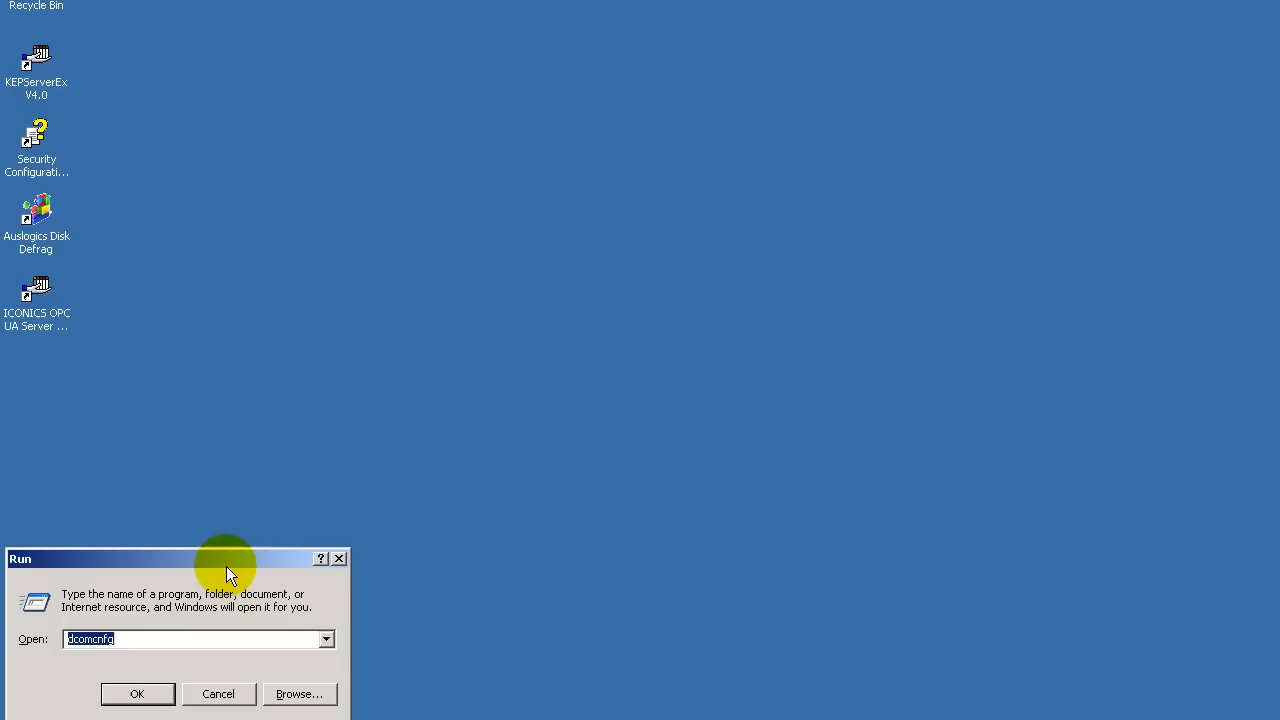 Recycle Bin
KEPServerEx
V4.0
Security
Configurati...
Auslogics Disk
Defrag
ICONICS OPC
UA Server ...
Run
Type the name of a program, folder, document, or
Internet resource, and Windows will open it for you.
Open: dcomcnfg
OK Cancel Browse...